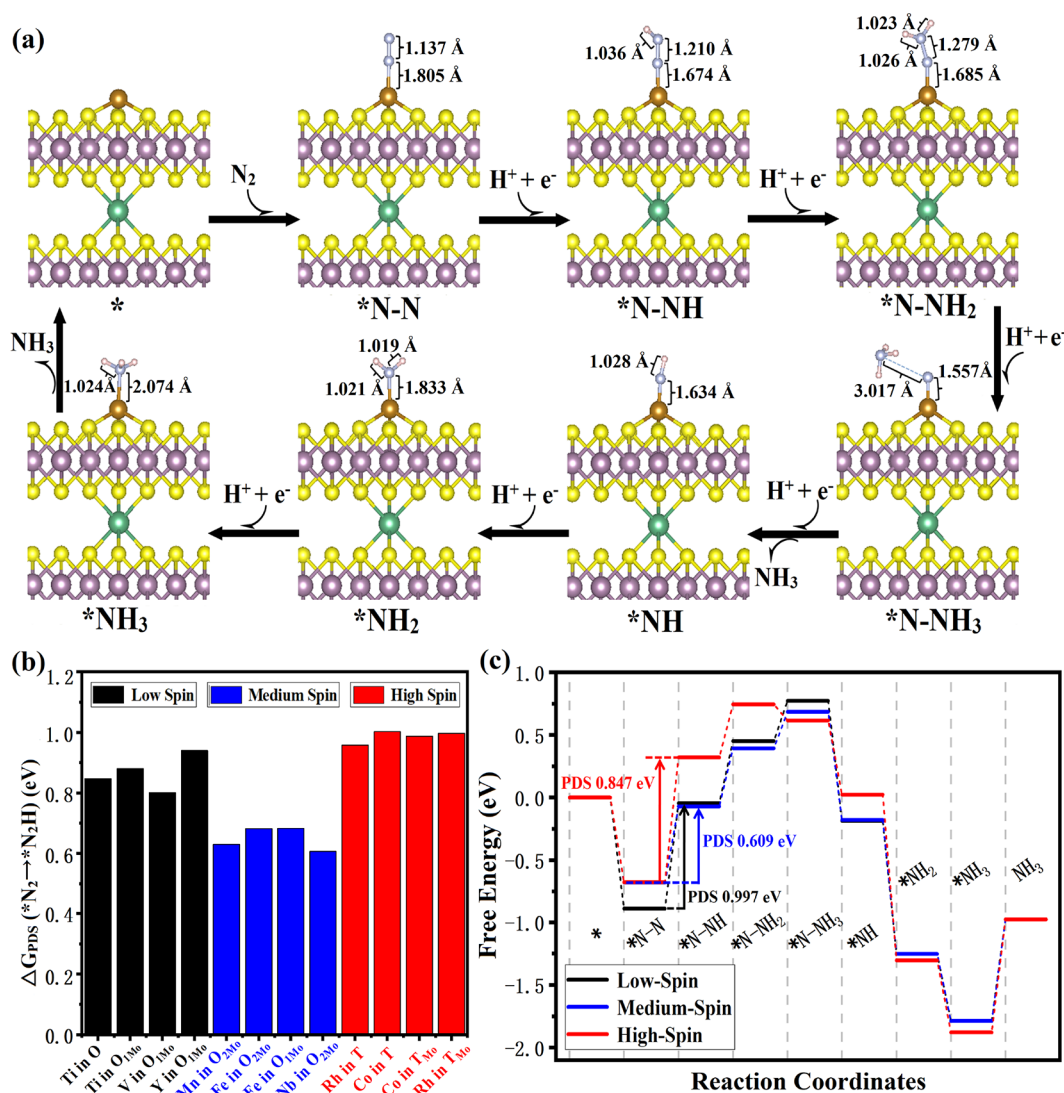 (a)
1.137 Å
1.805 Å
1.036 Å
1.210 Å
1.674 Å
1.023 Å
1.026 Å
1.279 Å
1.685 Å
N₂
H⁺ + e⁻
H⁺ + e⁻
*
*N-N
*N-NH
*N-NH₂
NH₃
1.024Å
2.074 Å
1.019 Å
1.021 Å
1.833 Å
1.028 Å
1.634 Å
3.017 Å
1.557Å
H⁺ + e⁻
H⁺ + e⁻
H⁺ + e⁻
H⁺ + e⁻
NH₃
*NH₃
*NH₂
*NH
*N-NH₃
(b)
ΔG_PDS (*N₂→*N₂H) (eV)
1.2
1.0
0.8
0.6
0.4
0.2
0.0
Low Spin
Medium Spin
High Spin
Ti in O
Ti in O₁Mo
V in O₁Mo
Y in O₁Mo
Mn in O₂Mo
Fe in O₂Mo
Fe in O₁Mo
Nb in O₂Mo
Rh in T
Co in T
Co in T_Mo
Rh in T_Mo
(c)
Free Energy (eV)
1.0
0.5
0.0
-0.5
-1.0
-1.5
-2.0
PDS 0.847 eV
PDS 0.609 eV
PDS 0.997 eV
*
*N-N
*N-NH
*N-NH₂
*N-NH₃
*NH
*NH₂
*NH₃
NH₃
Low-Spin
Medium-Spin
High-Spin
Reaction Coordinates